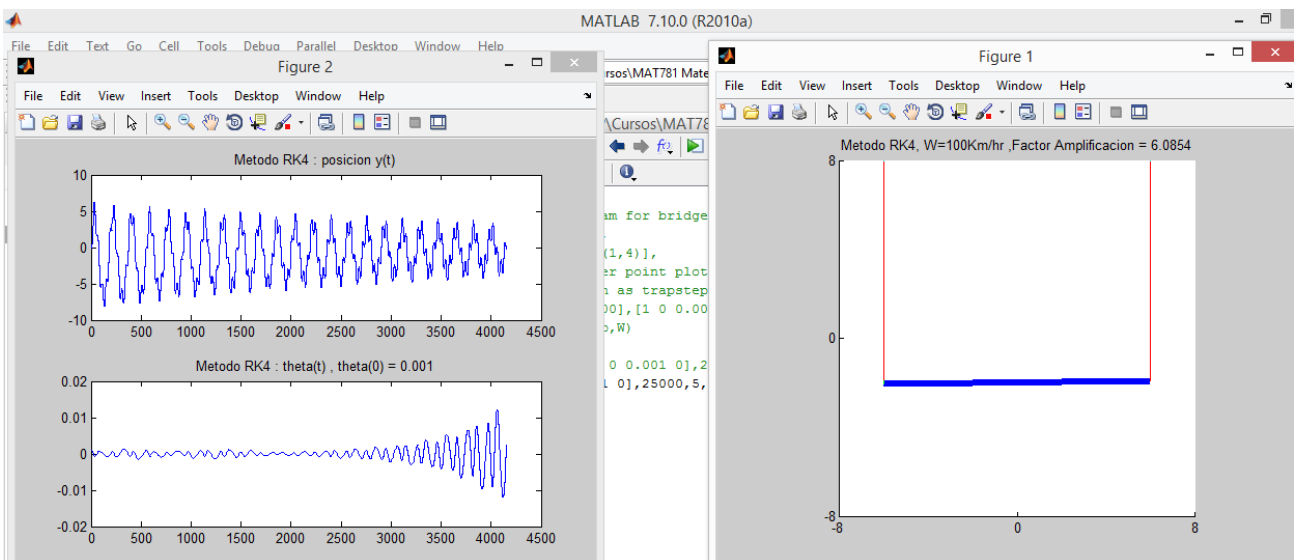 MATLAB 7.10.0 (R2010a)
File Edit Text Go Cell Tools Debug Parallel Desktop Window Help
Figure 2
File Edit View Insert Tools Desktop Window Help
Metodo RK4 : posicion y(t)
10
5
0
-5
-10
0 500 1000 1500 2000 2500 3000 3500 4000 4500
Metodo RK4 : theta(t) , theta(0) = 0.001
0.02
0.01
0
-0.01
-0.02
0 500 1000 1500 2000 2500 3000 3500 4000 4500
rsos\MAT781 Mate
\Cursos\MAT78
am for bridge
(1,4)],
er point plot
as trapstep
00],[1 0 0.00
,W)
0 0.001 0],2
0],25000,5,
Figure 1
File Edit View Insert Tools Desktop Window Help
Metodo RK4, W=100Km/hr ,Factor Amplificacion = 6.0854
8
0
-8
-8 0 8